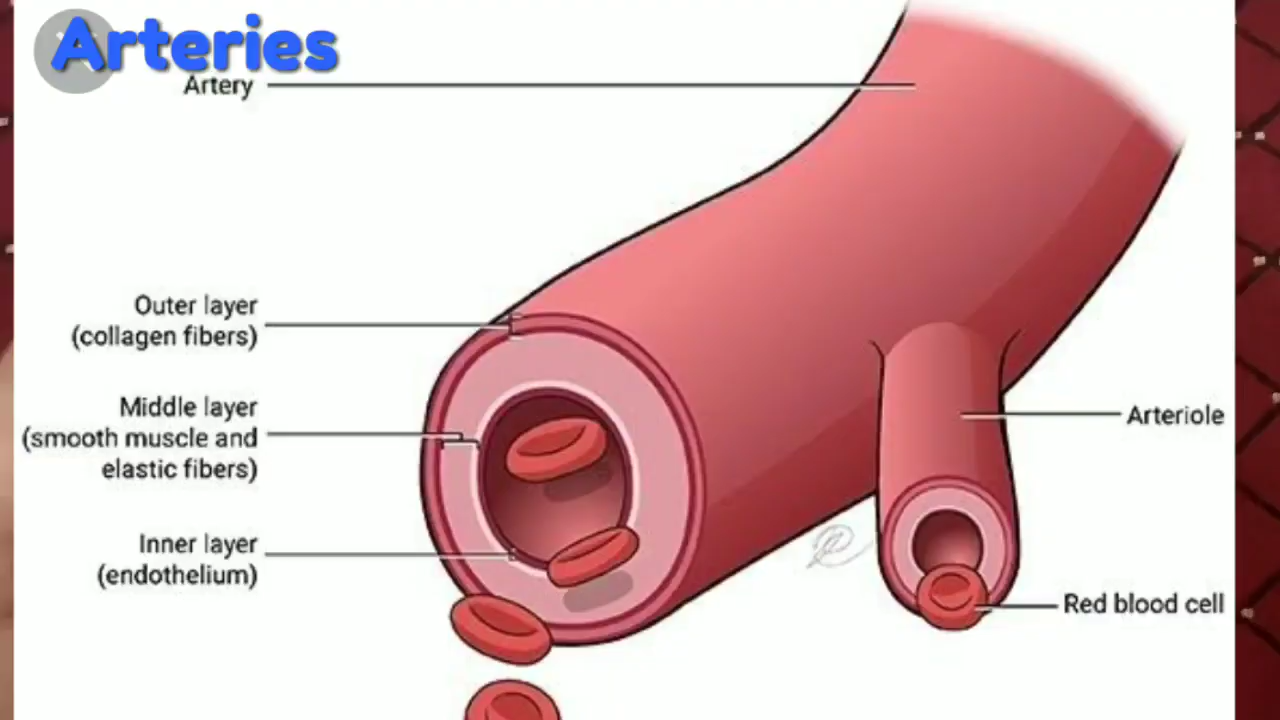 Arteries
Artery
Outer layer
(collagen fibers)
Middle layer
(smooth muscle and
elastic fibers)
Inner layer
(endothelium)
Arteriole
Red blood cell